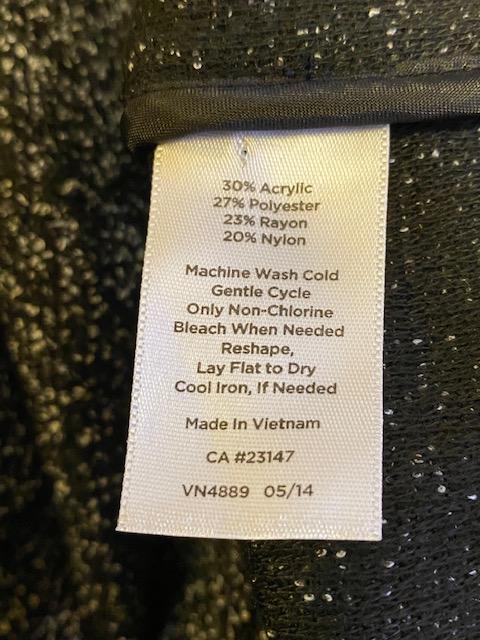 30% Acrylic
27% Polyester
23% Rayon
20% Nylon
Machine Wash Cold
Gentle Cycle
Only Non-Chlorine
Bleach When Needed
Reshape,
Lay Flat to Dry
Cool Iron, If Needed
Made In Vietnam
CA #23147
VN4889 05/14